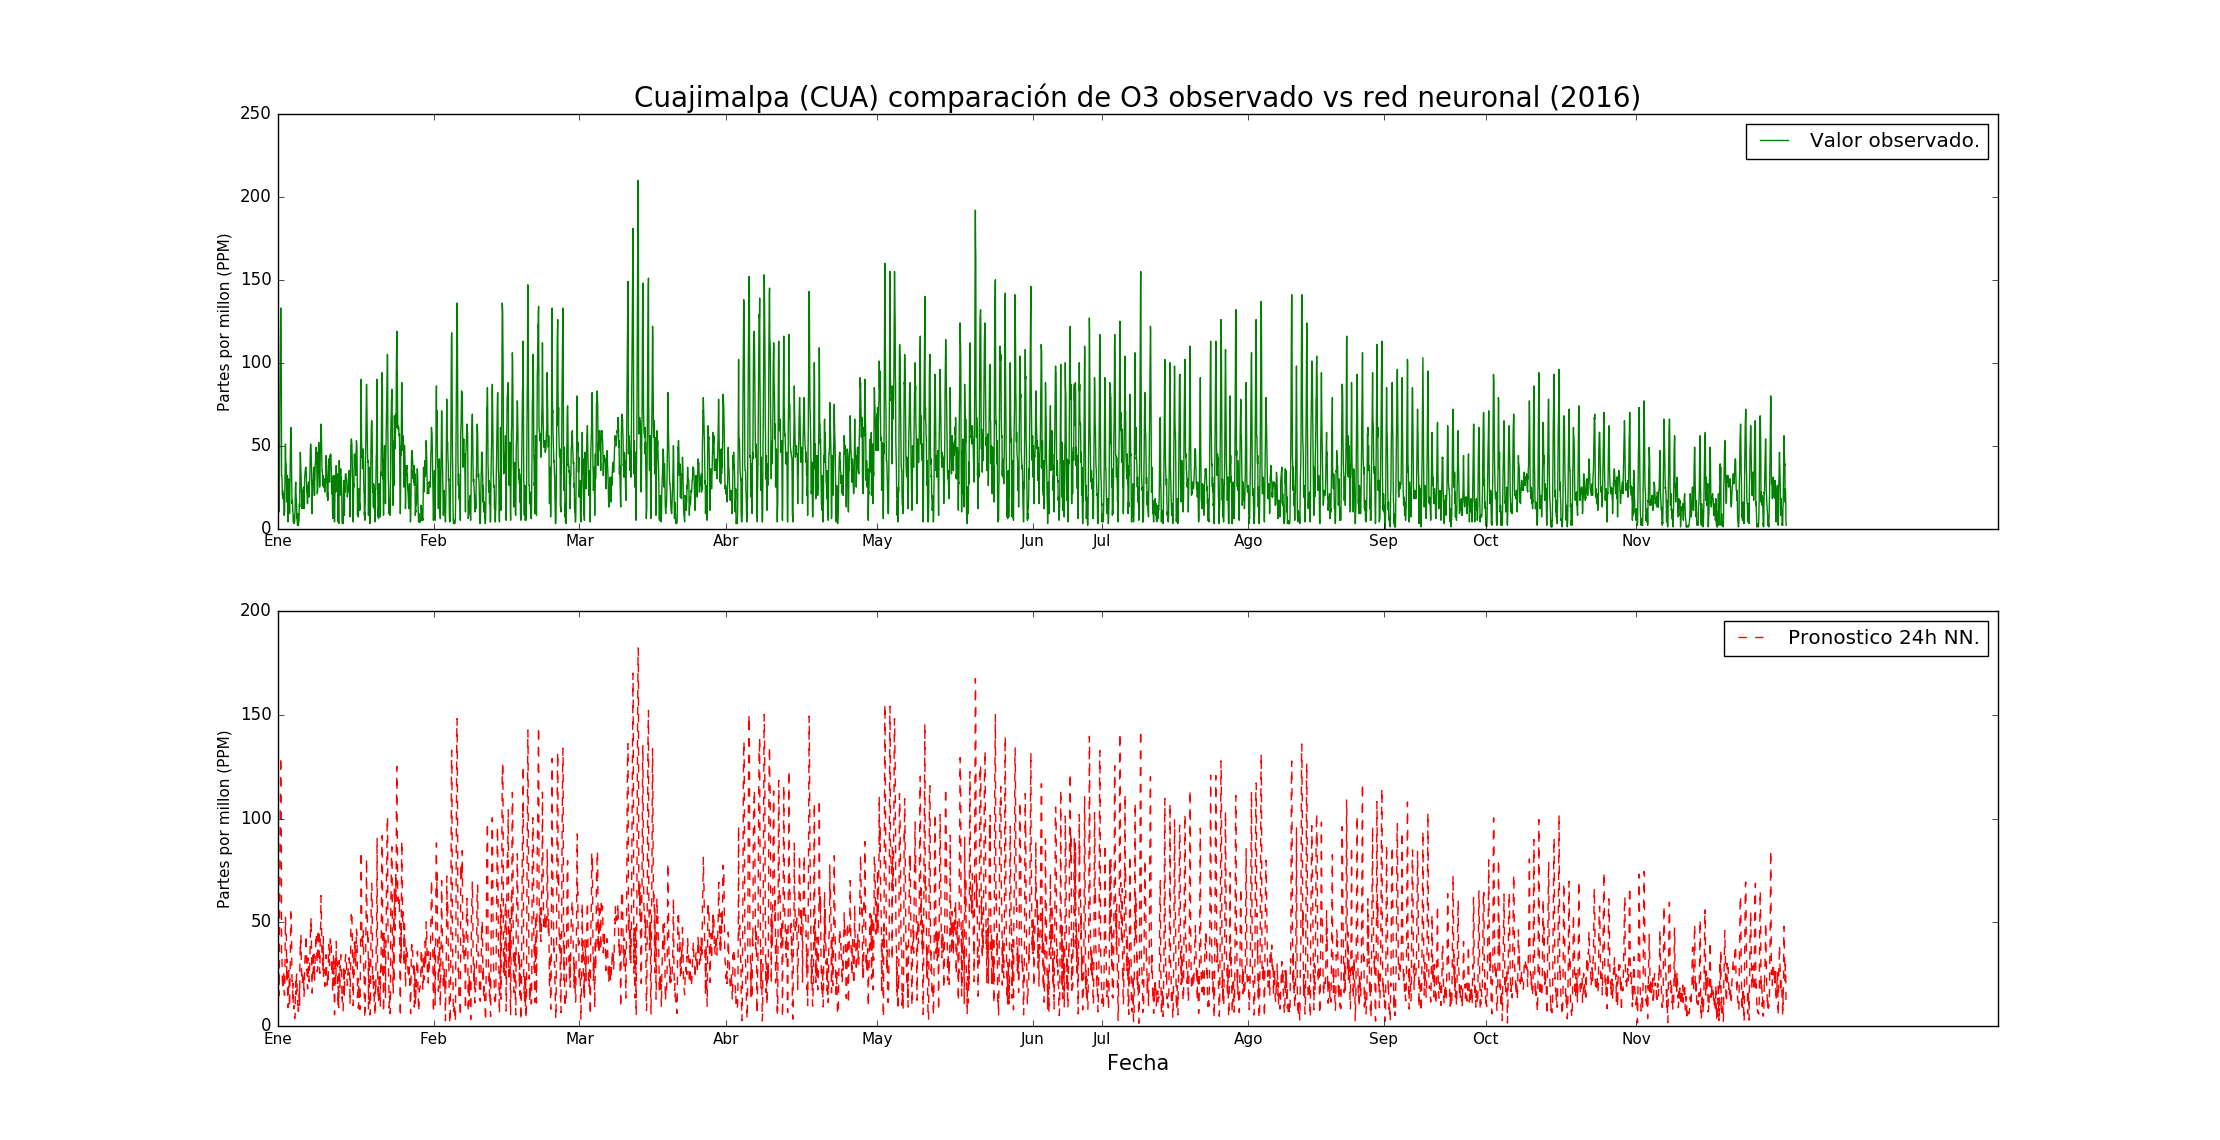 Cuajimalpa (CUA) comparación de O3 observado vs red neuronal (2016)
250
200
150
100
50
0
Partes por millon (PPM)
Valor observado.
Ene Feb Mar Abr May Jun Jul Ago Sep Oct Nov
200
150
100
50
0
Partes por millon (PPM)
Pronostico 24h NN.
Ene Feb Mar Abr May Jun Jul Ago Sep Oct Nov
Fecha